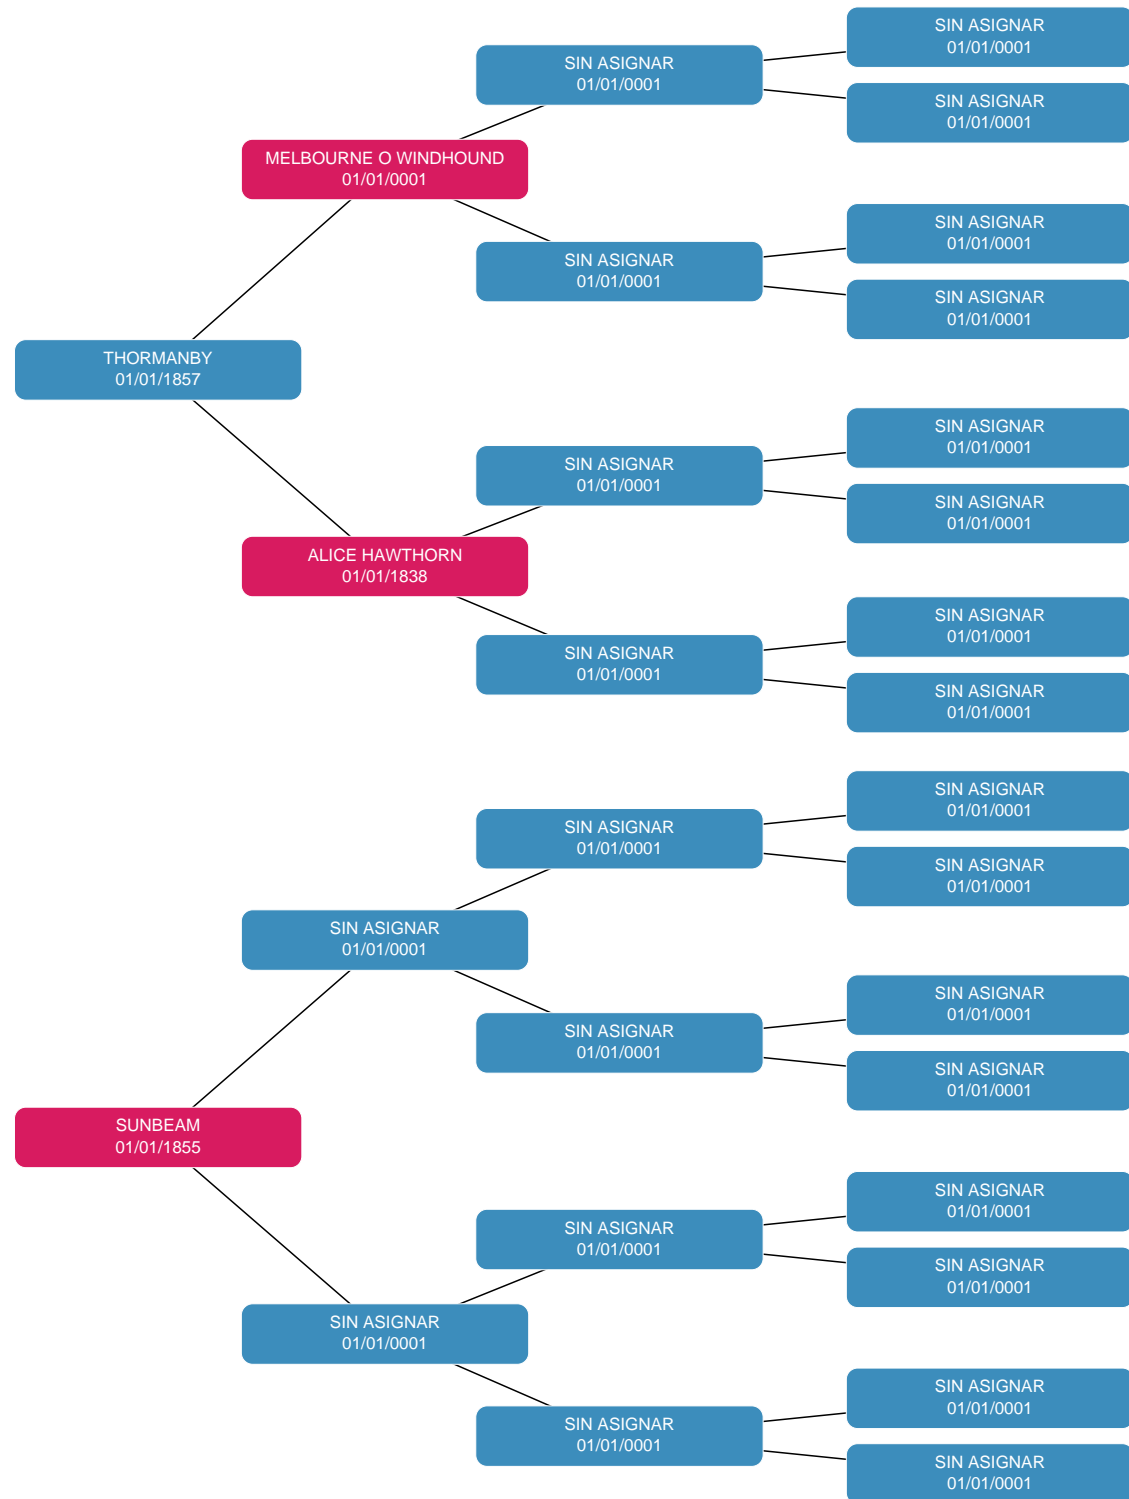 SIN ASIGNAR
01/01/0001
SIN ASIGNAR
01/01/0001
SIN ASIGNAR
01/01/0001
MELBOURNE O WINDHOUND
01/01/0001
SIN ASIGNAR
01/01/0001
SIN ASIGNAR
01/01/0001
SIN ASIGNAR
01/01/0001
THORMANBY
01/01/1857
SIN ASIGNAR
01/01/0001
SIN ASIGNAR
01/01/0001
SIN ASIGNAR
01/01/0001
ALICE HAWTHORN
01/01/1838
SIN ASIGNAR
01/01/0001
SIN ASIGNAR
01/01/0001
SIN ASIGNAR
01/01/0001
SIN ASIGNAR
01/01/0001
SIN ASIGNAR
01/01/0001
SIN ASIGNAR
01/01/0001
SIN ASIGNAR
01/01/0001
SIN ASIGNAR
01/01/0001
SIN ASIGNAR
01/01/0001
SIN ASIGNAR
01/01/0001
SUNBEAM
01/01/1855
SIN ASIGNAR
01/01/0001
SIN ASIGNAR
01/01/0001
SIN ASIGNAR
01/01/0001
SIN ASIGNAR
01/01/0001
SIN ASIGNAR
01/01/0001
SIN ASIGNAR
01/01/0001
SIN ASIGNAR
01/01/0001